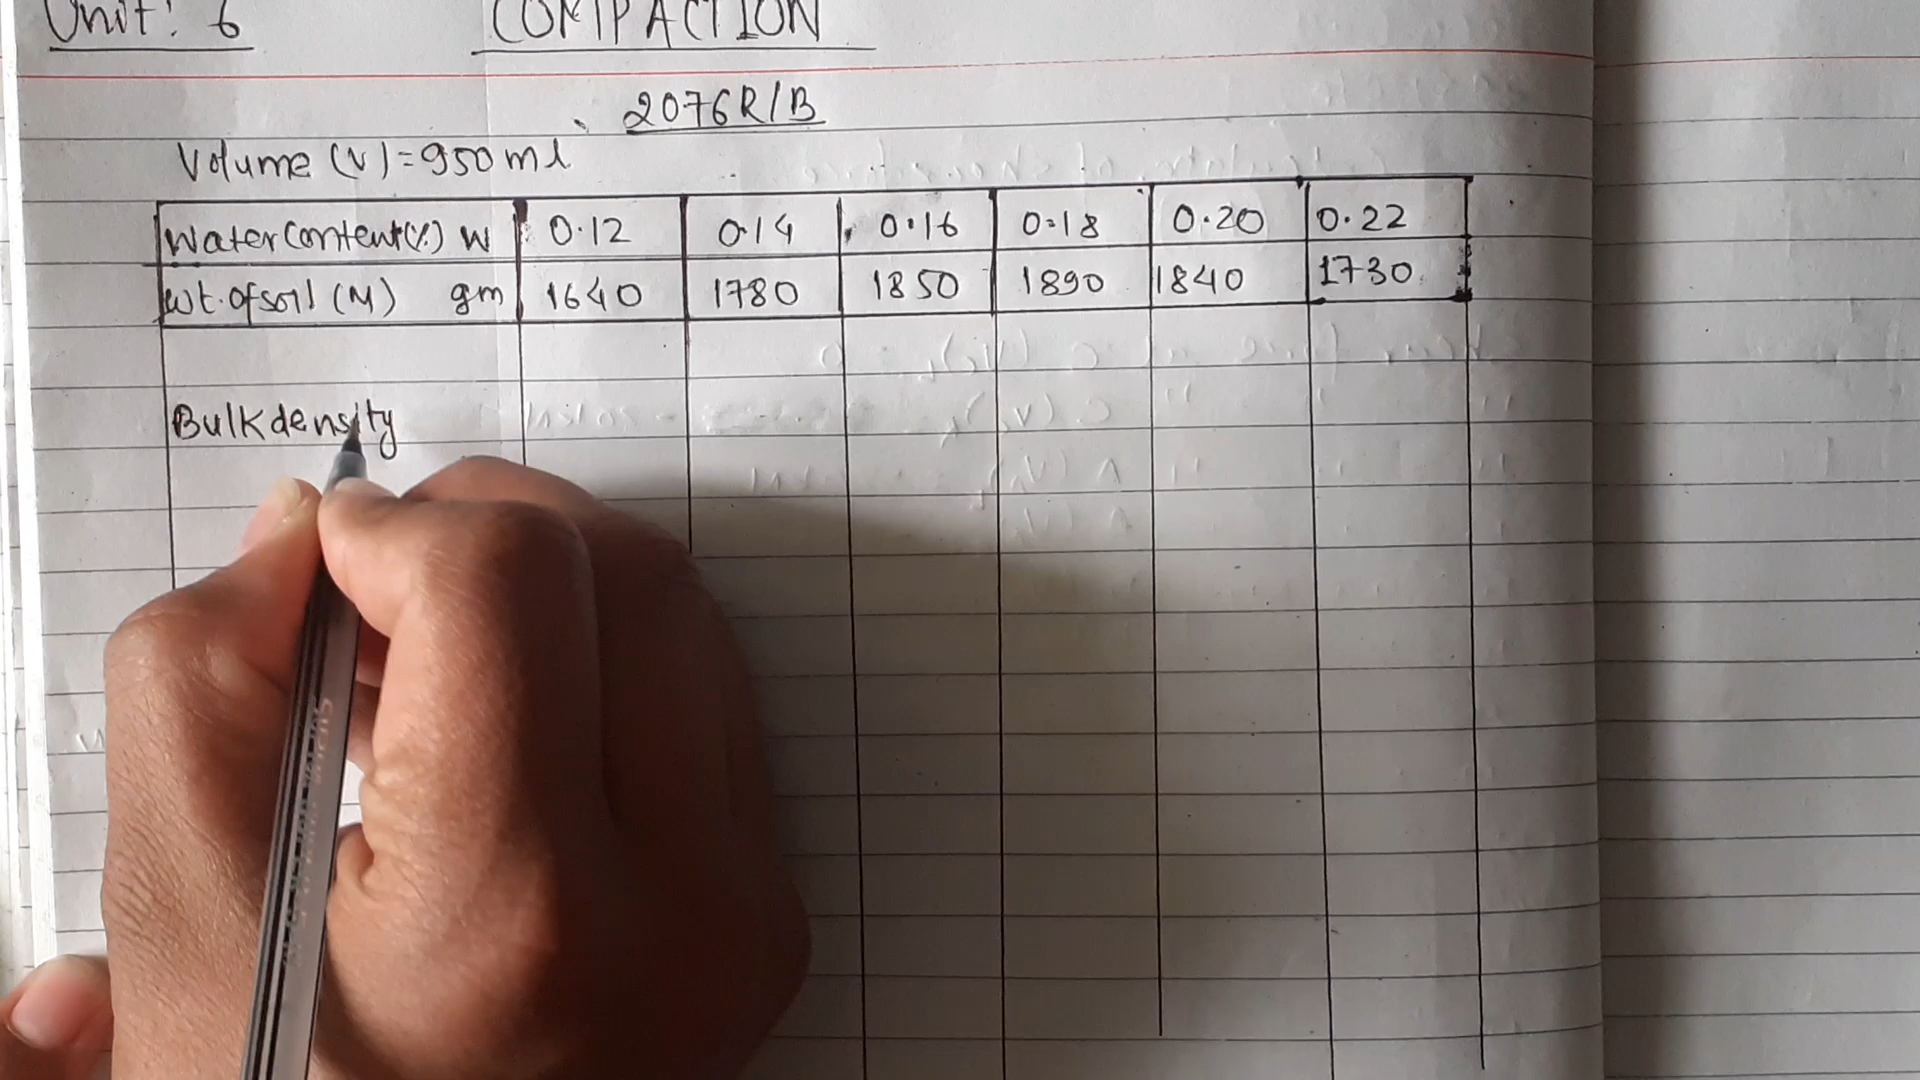 Unit: 6 COMPACTION
2076R/B
Volume (V) = 950 ml
Water Content (%) w 0.12 0.14 0.16 0.18 0.20 0.22
Wt. of soil (M) gm 1640 1780 1850 1890 1840 1730
Bulk density